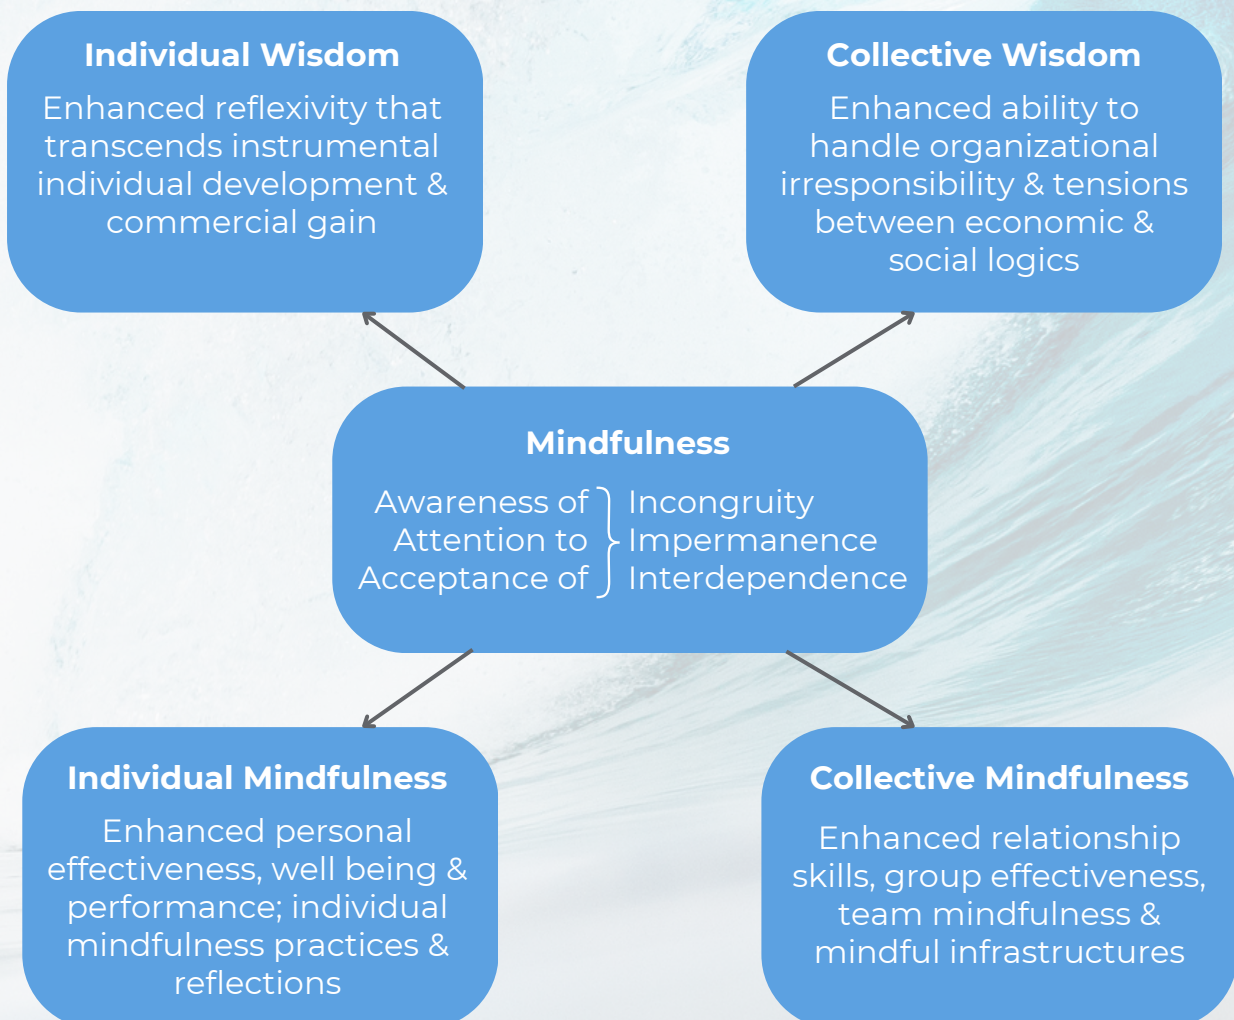 Individual Wisdom
Enhanced reflexivity that
transcends instrumental
individual development &
commercial gain
Collective Wisdom
Enhanced ability to
handle organizational
irresponsibility & tensions
between economic &
social logics
Mindfulness
Awareness of } Incongruity
Attention to } Impermanence
Acceptance of } Interdependence
Individual Mindfulness
Enhanced personal
effectiveness, well being &
performance; individual
mindfulness practices &
reflections
Collective Mindfulness
Enhanced relationship
skills, group effectiveness,
team mindfulness &
mindful infrastructures